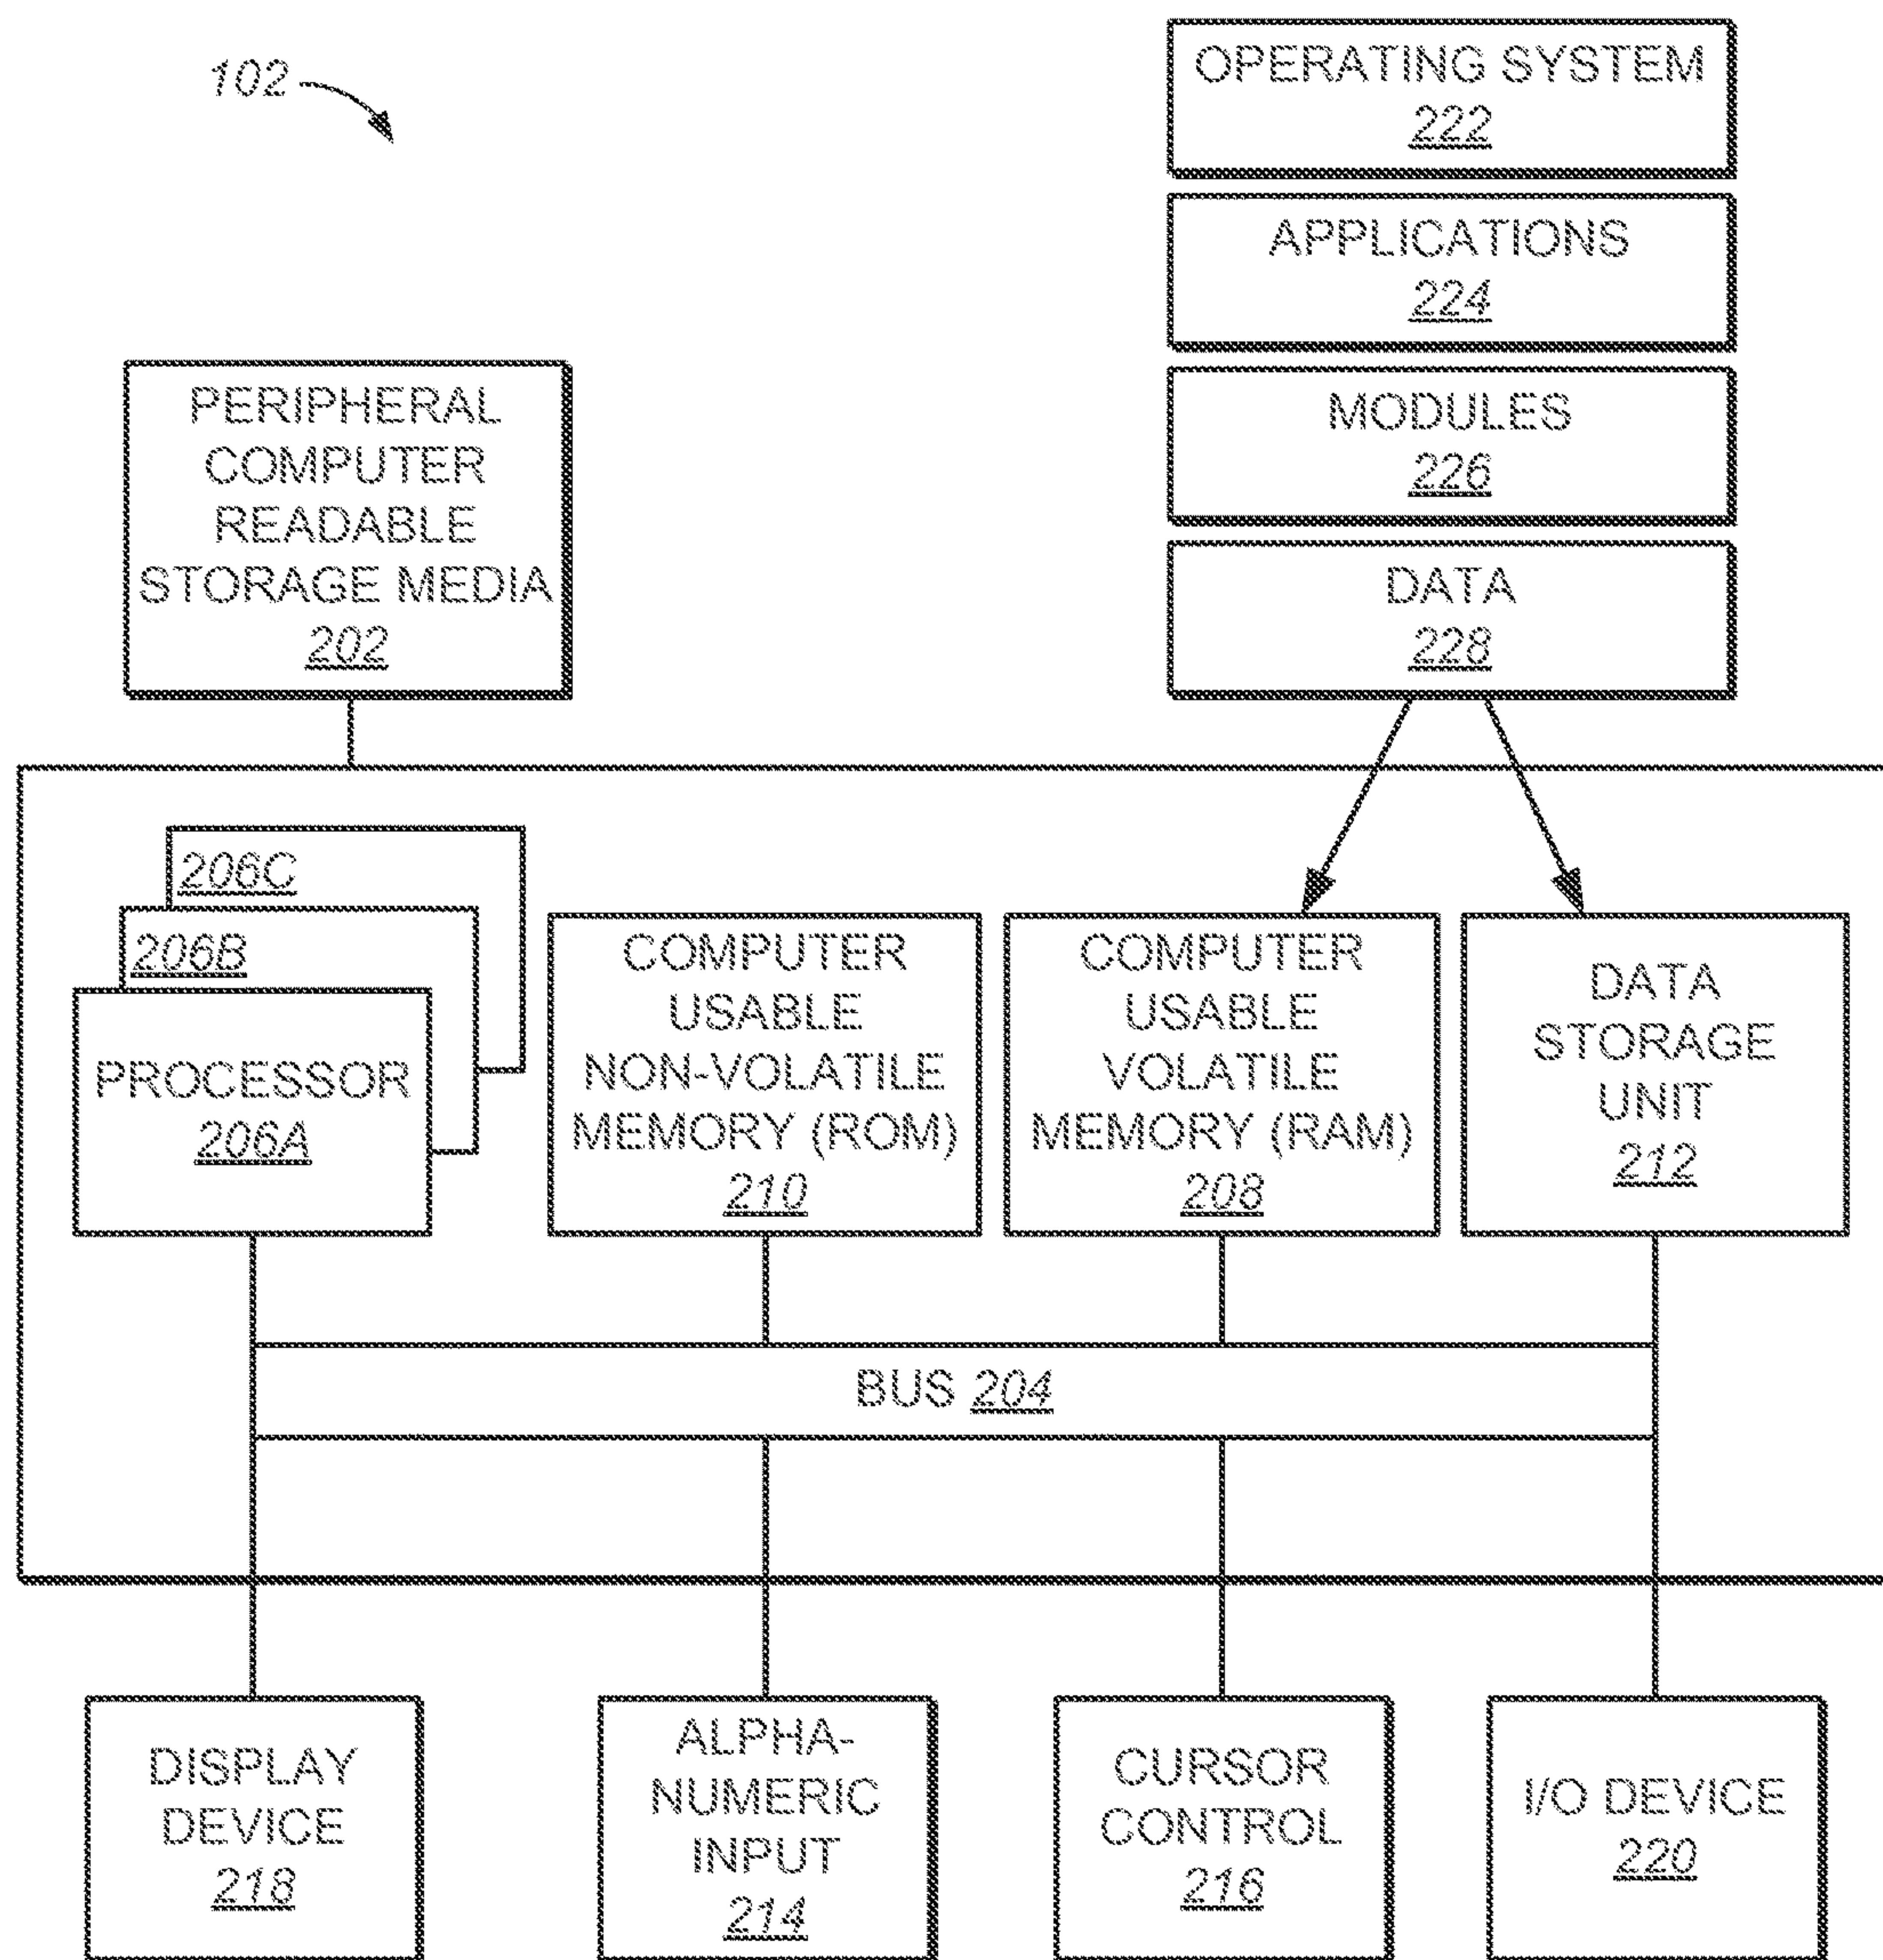 102
OPERATING SYSTEM
222
APPLICATIONS
224
MODULES
226
DATA
228
PERIPHERAL
COMPUTER
READABLE
STORAGE MEDIA
202
206C
206B
PROCESSOR
206A
COMPUTER
USABLE
NON-VOLATILE
MEMORY (ROM)
210
COMPUTER
USABLE
VOLATILE
MEMORY (RAM)
208
DATA
STORAGE
UNIT
212
BUS 204
DISPLAY
DEVICE
218
ALPHA-
NUMERIC
INPUT
214
CURSOR
CONTROL
216
I/O DEVICE
220